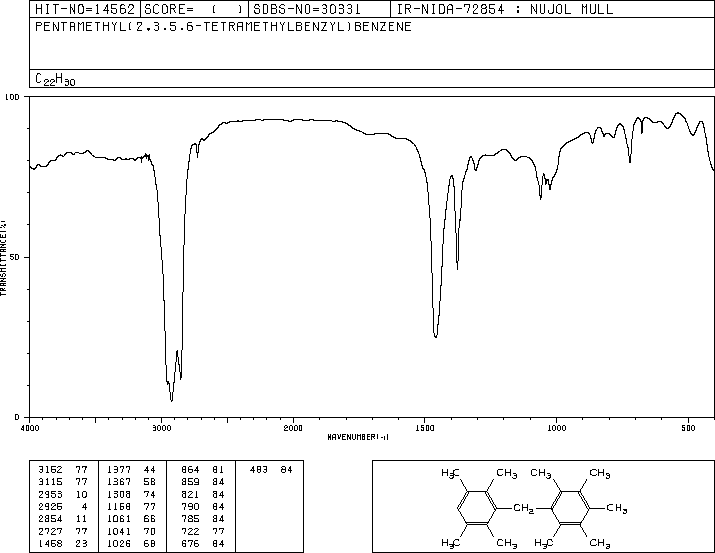 HIT-NO=14562 SCORE= ( ) SDBS-NO=30331 IR-NIDA-72854 : NUJOL MULL
PENTAMETHYL(2,3,5,6-TETRAMETHYLBENZYL)BENZENE
C₂₂H₃₀
100
50
0
TRANSMITTANCE(%)
4000 3000 2000 1500 1000 500
WAVENUMBER(-1)
3162 77 1377 44 864 81 483 84
3115 77 1367 58 859 84
2953 10 1308 74 821 84
2925 4 1158 77 790 84
2854 11 1061 66 785 84
2727 77 1041 70 722 77
1458 23 1026 68 676 84
H₃C CH₃ CH₃ CH₃
CH₂ CH₃
H₃C CH₃ H₃C CH₃